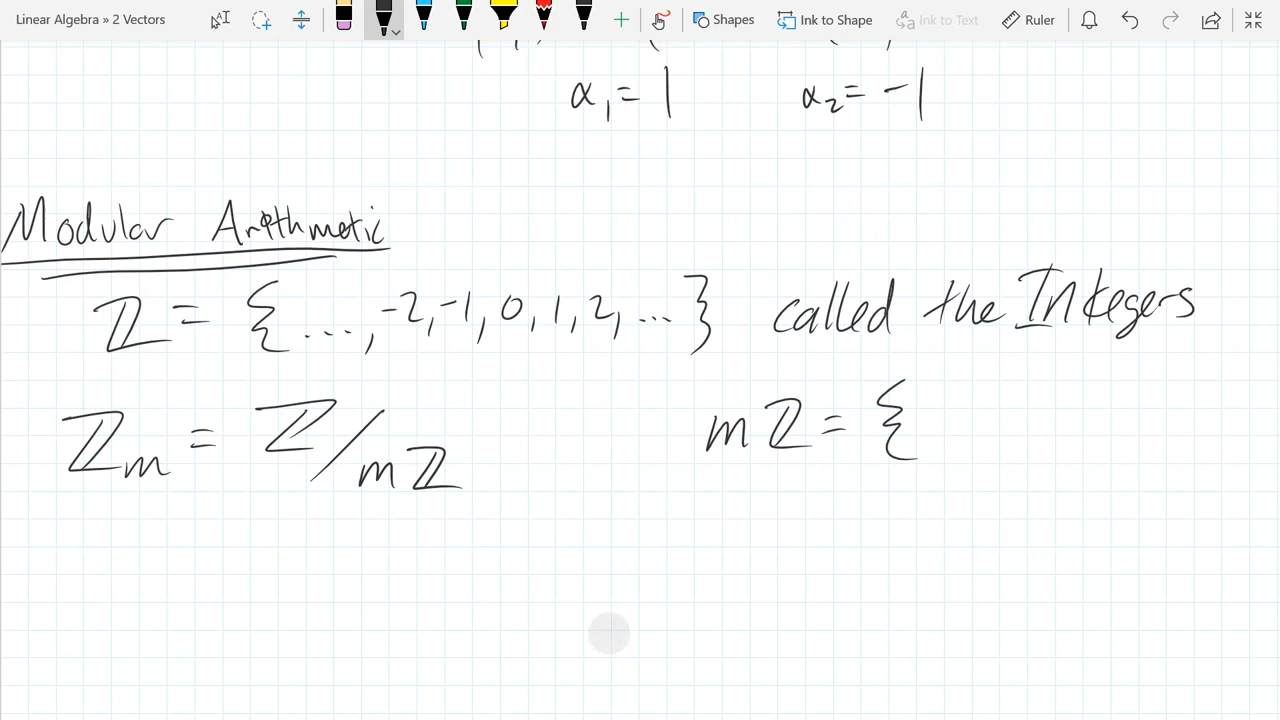 Linear Algebra » 2 Vectors Shapes Ink to Shape Ink to Text Ruler
α₁ = 1 α₂ = -1
Modular Arithmetic
ℤ = {..., -2, -1, 0, 1, 2, ...} called the Integers
ℤₘ = ℤ/mℤ mℤ = {